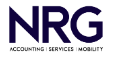 NRG
ACCOUNTING | SERVICES | MOBILITY